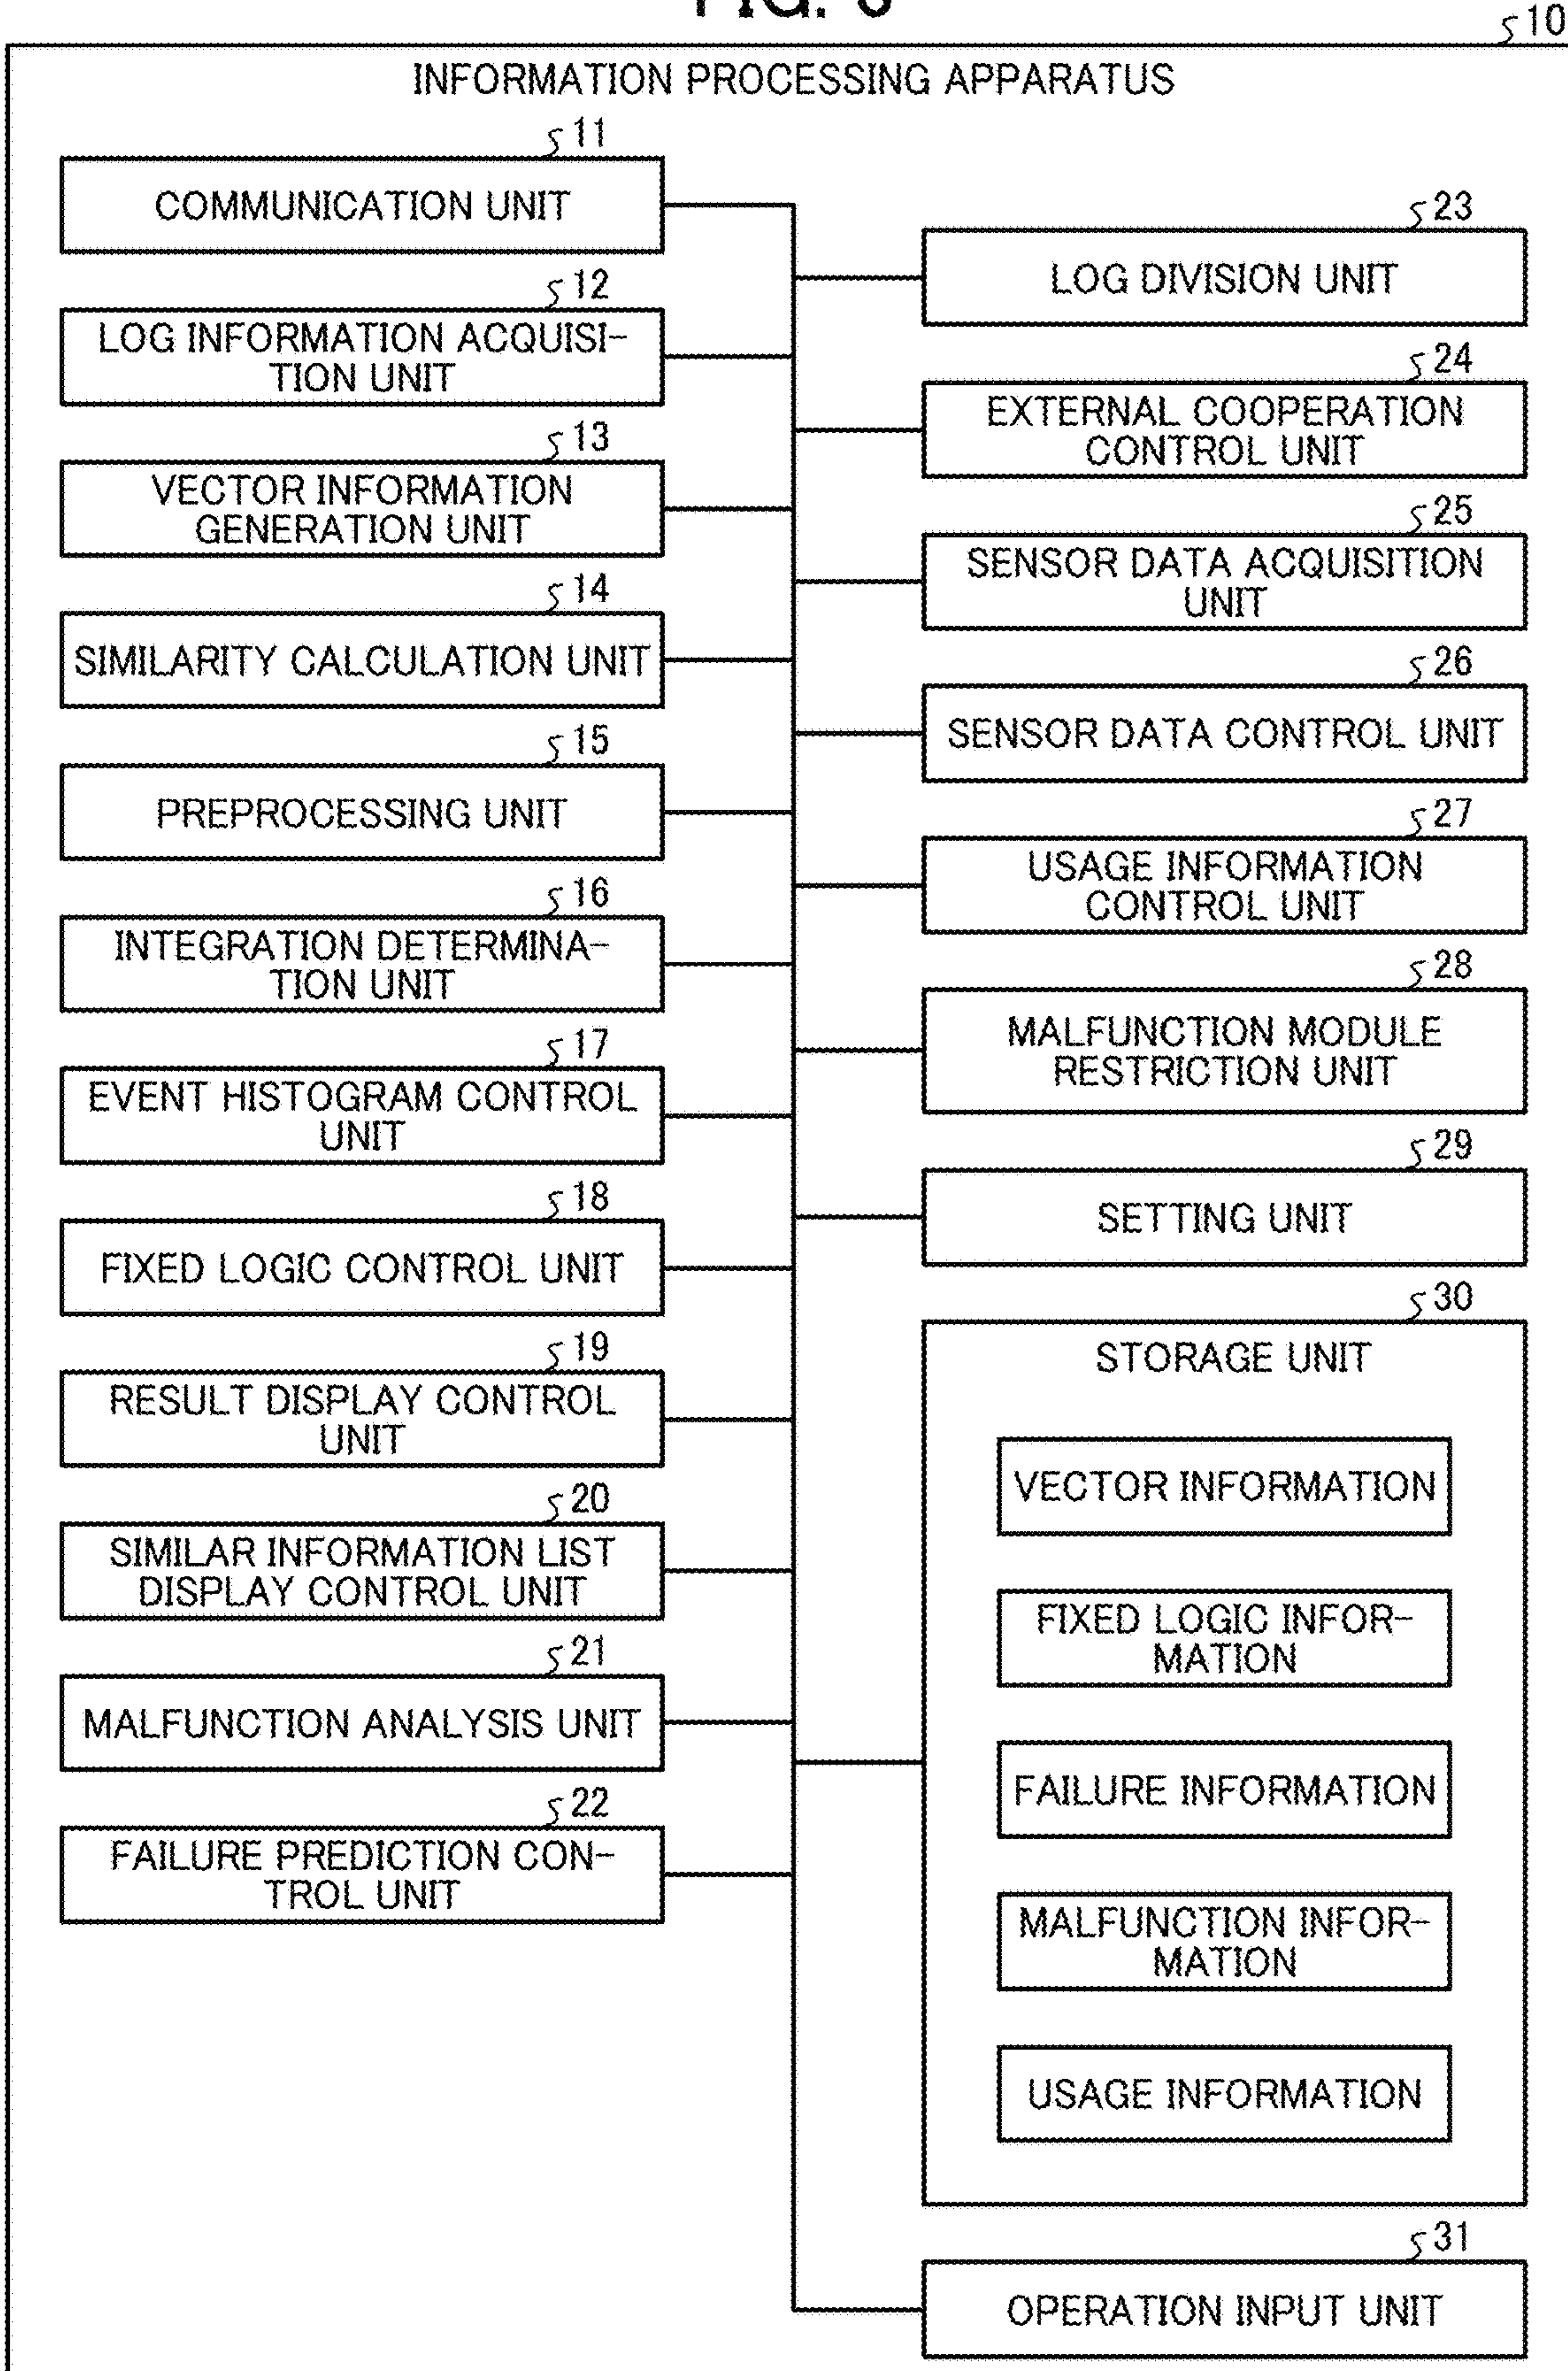 10
INFORMATION PROCESSING APPARATUS
11
COMMUNICATION UNIT
12
LOG INFORMATION ACQUISI-
TION UNIT
13
VECTOR INFORMATION
GENERATION UNIT
14
SIMILARITY CALCULATION UNIT
15
PREPROCESSING UNIT
16
INTEGRATION DETERMINA-
TION UNIT
17
EVENT HISTOGRAM CONTROL
UNIT
18
FIXED LOGIC CONTROL UNIT
19
RESULT DISPLAY CONTROL
UNIT
20
SIMILAR INFORMATION LIST
DISPLAY CONTROL UNIT
21
MALFUNCTION ANALYSIS UNIT
22
FAILURE PREDICTION CON-
TROL UNIT
23
LOG DIVISION UNIT
24
EXTERNAL COOPERATION
CONTROL UNIT
25
SENSOR DATA ACQUISITION
UNIT
26
SENSOR DATA CONTROL UNIT
27
USAGE INFORMATION
CONTROL UNIT
28
MALFUNCTION MODULE
RESTRICTION UNIT
29
SETTING UNIT
30
STORAGE UNIT
VECTOR INFORMATION
FIXED LOGIC INFOR-
MATION
FAILURE INFORMATION
MALFUNCTION INFOR-
MATION
USAGE INFORMATION
31
OPERATION INPUT UNIT